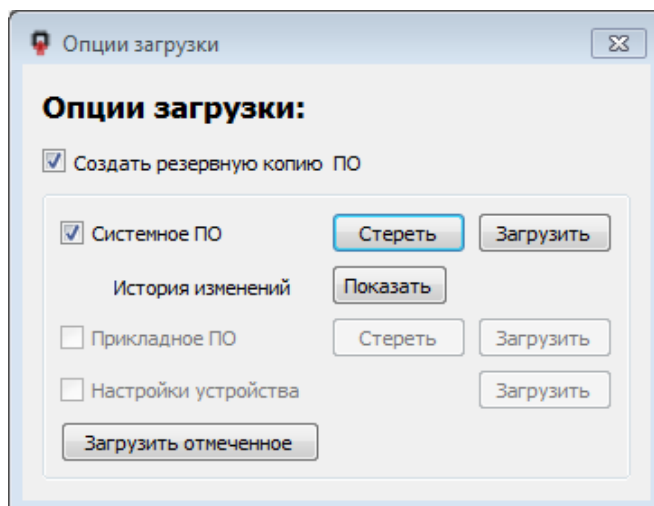 Опции загрузки
Опции загрузки:
Создать резервную копию ПО
Системное ПО Стереть Загрузить
История изменений Показать
Прикладное ПО Стереть Загрузить
Настройки устройства Загрузить
Загрузить отмеченное